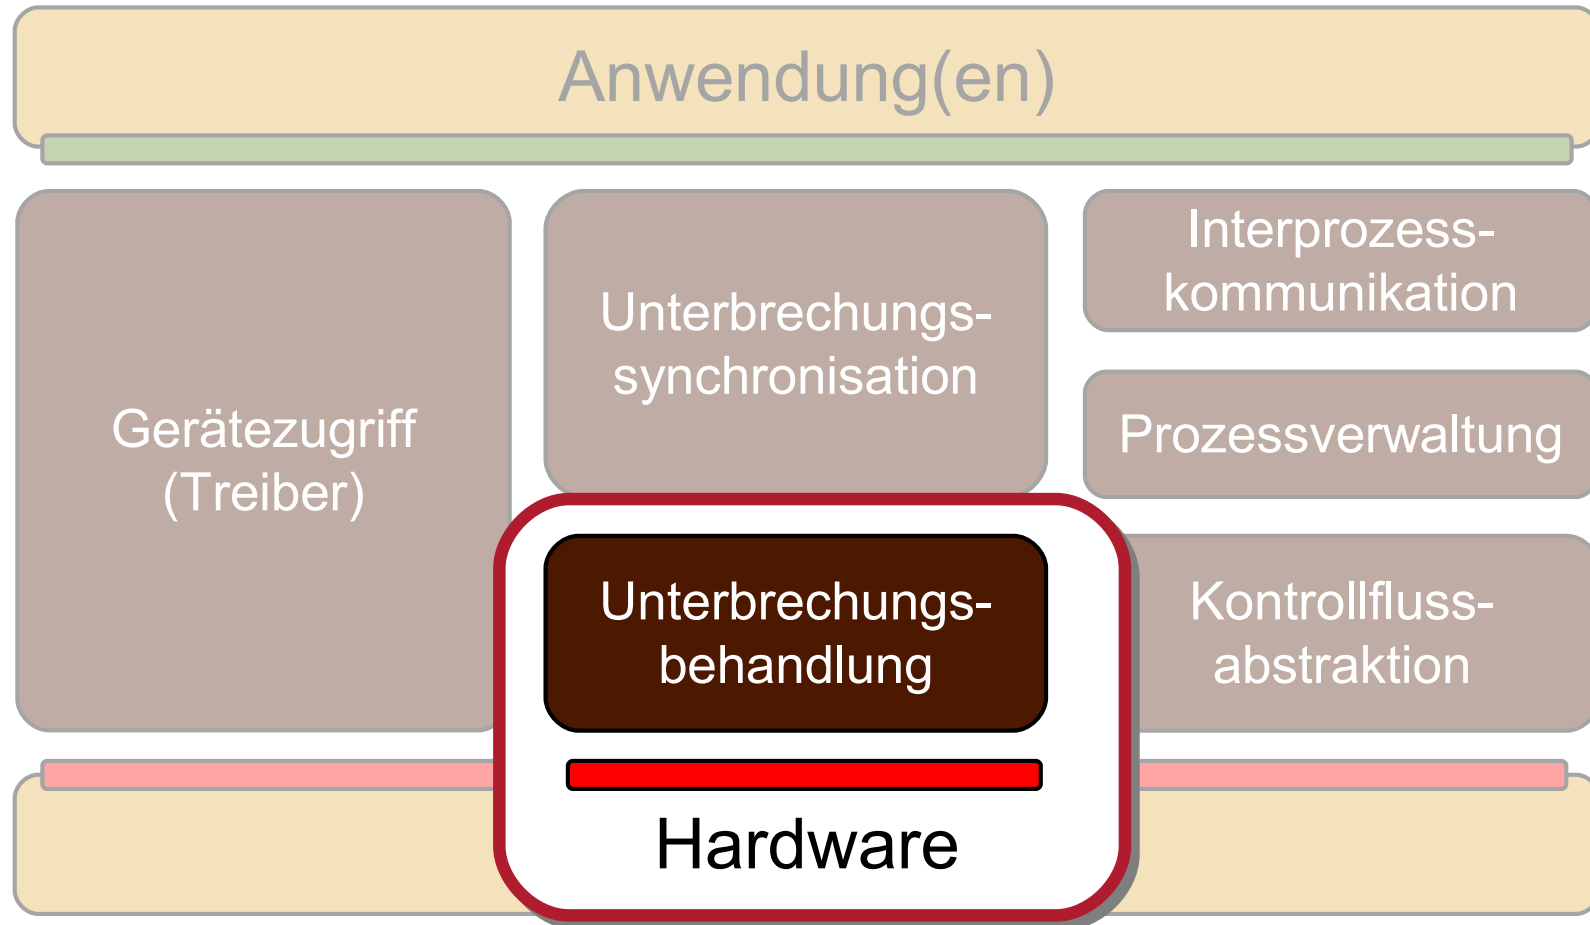 Anwendung(en)
Gerätezugriff
(Treiber)
Unterbrechungs-
synchronisation
Interprozess-
kommunikation
Prozessverwaltung
Unterbrechungs-
behandlung
Kontrollfluss-
abstraktion
Hardware